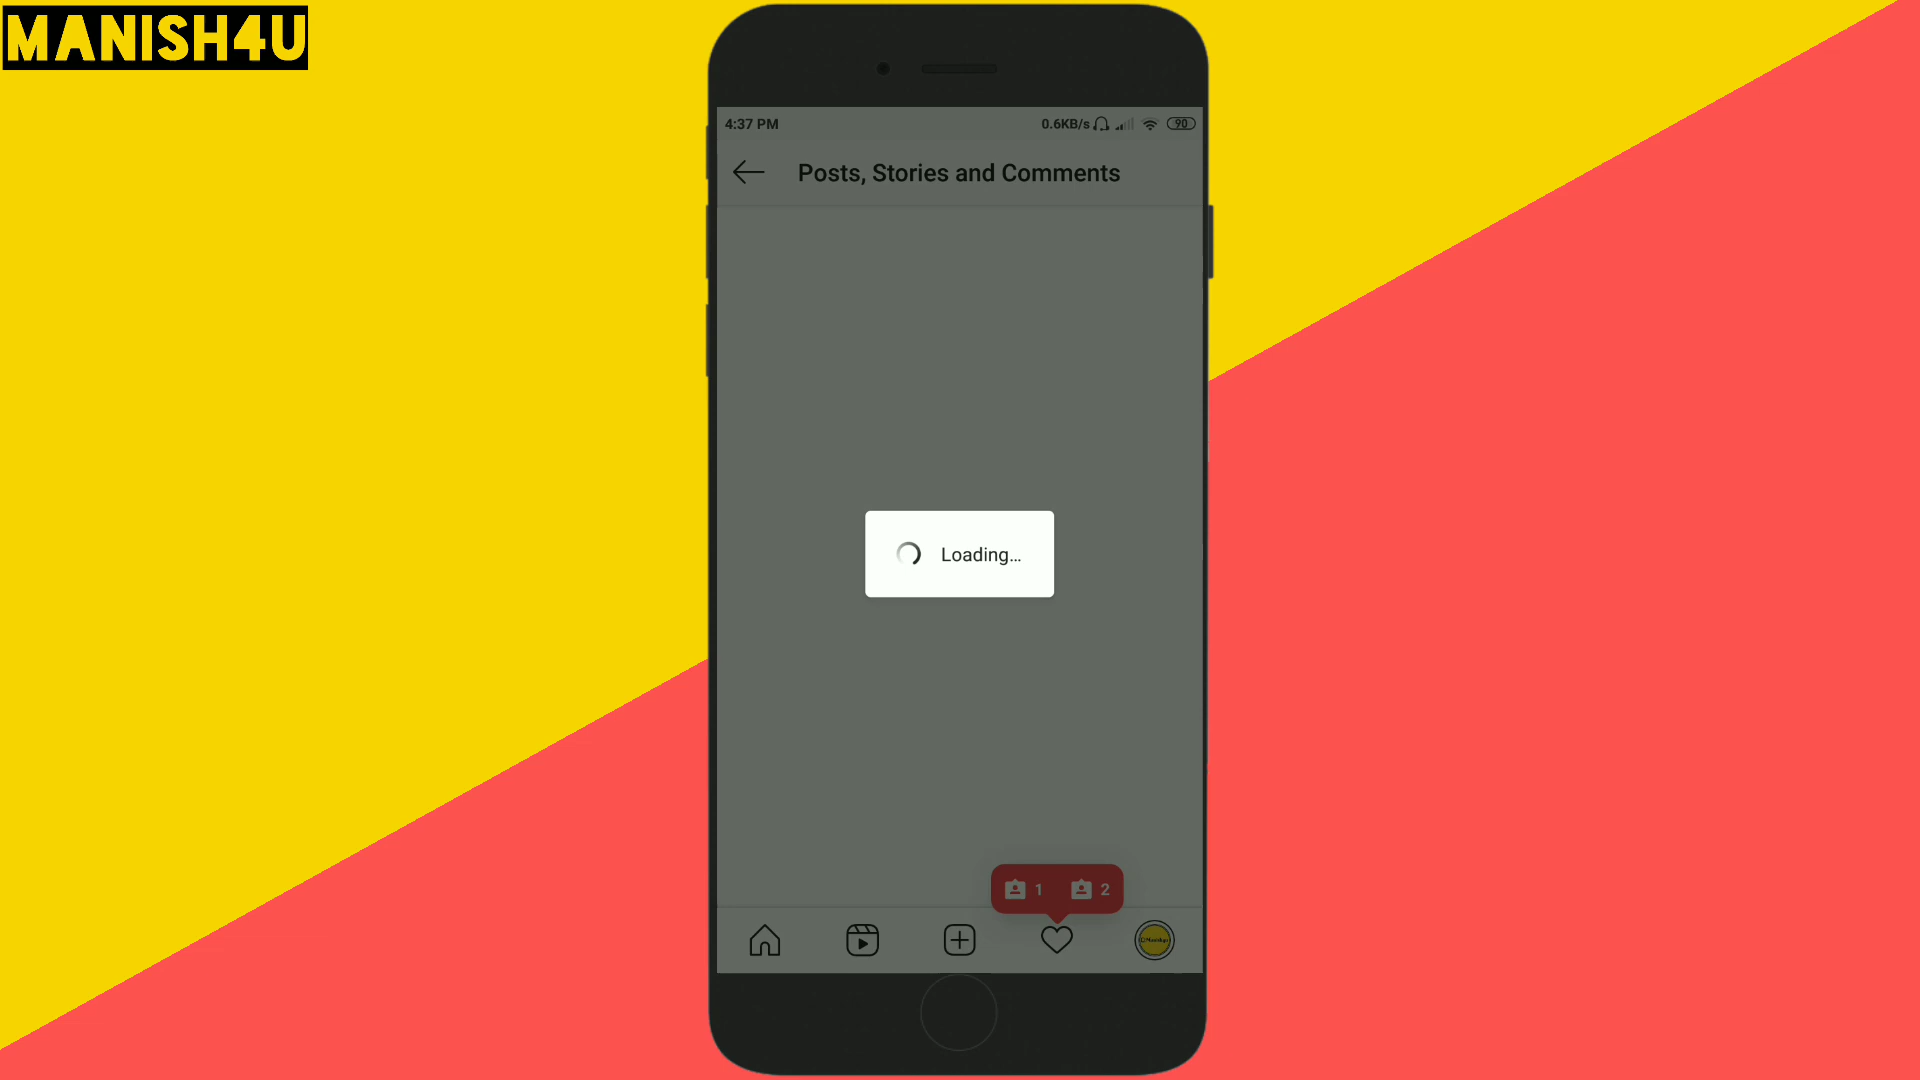 MANISH4U
4:37 PM
0.6KB/s
90
Posts, Stories and Comments
Loading...
1
2